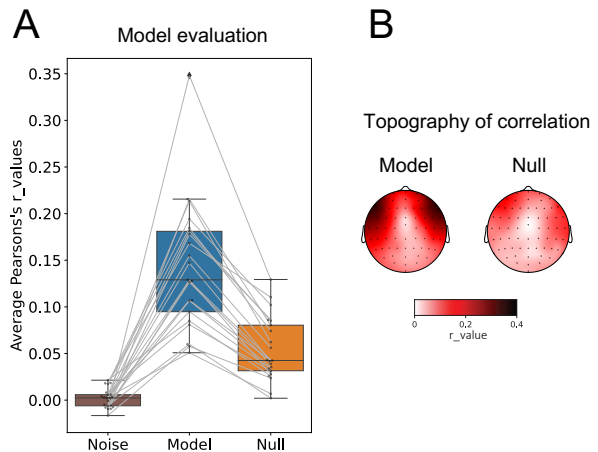 A
Model evaluation
Average Pearsons's r_values
0.35
0.30
0.25
0.20
0.15
0.10
0.05
0.00
Noise
Model
Null
B
Topography of correlation
Model
Null
0
0.2
0.4
r_value